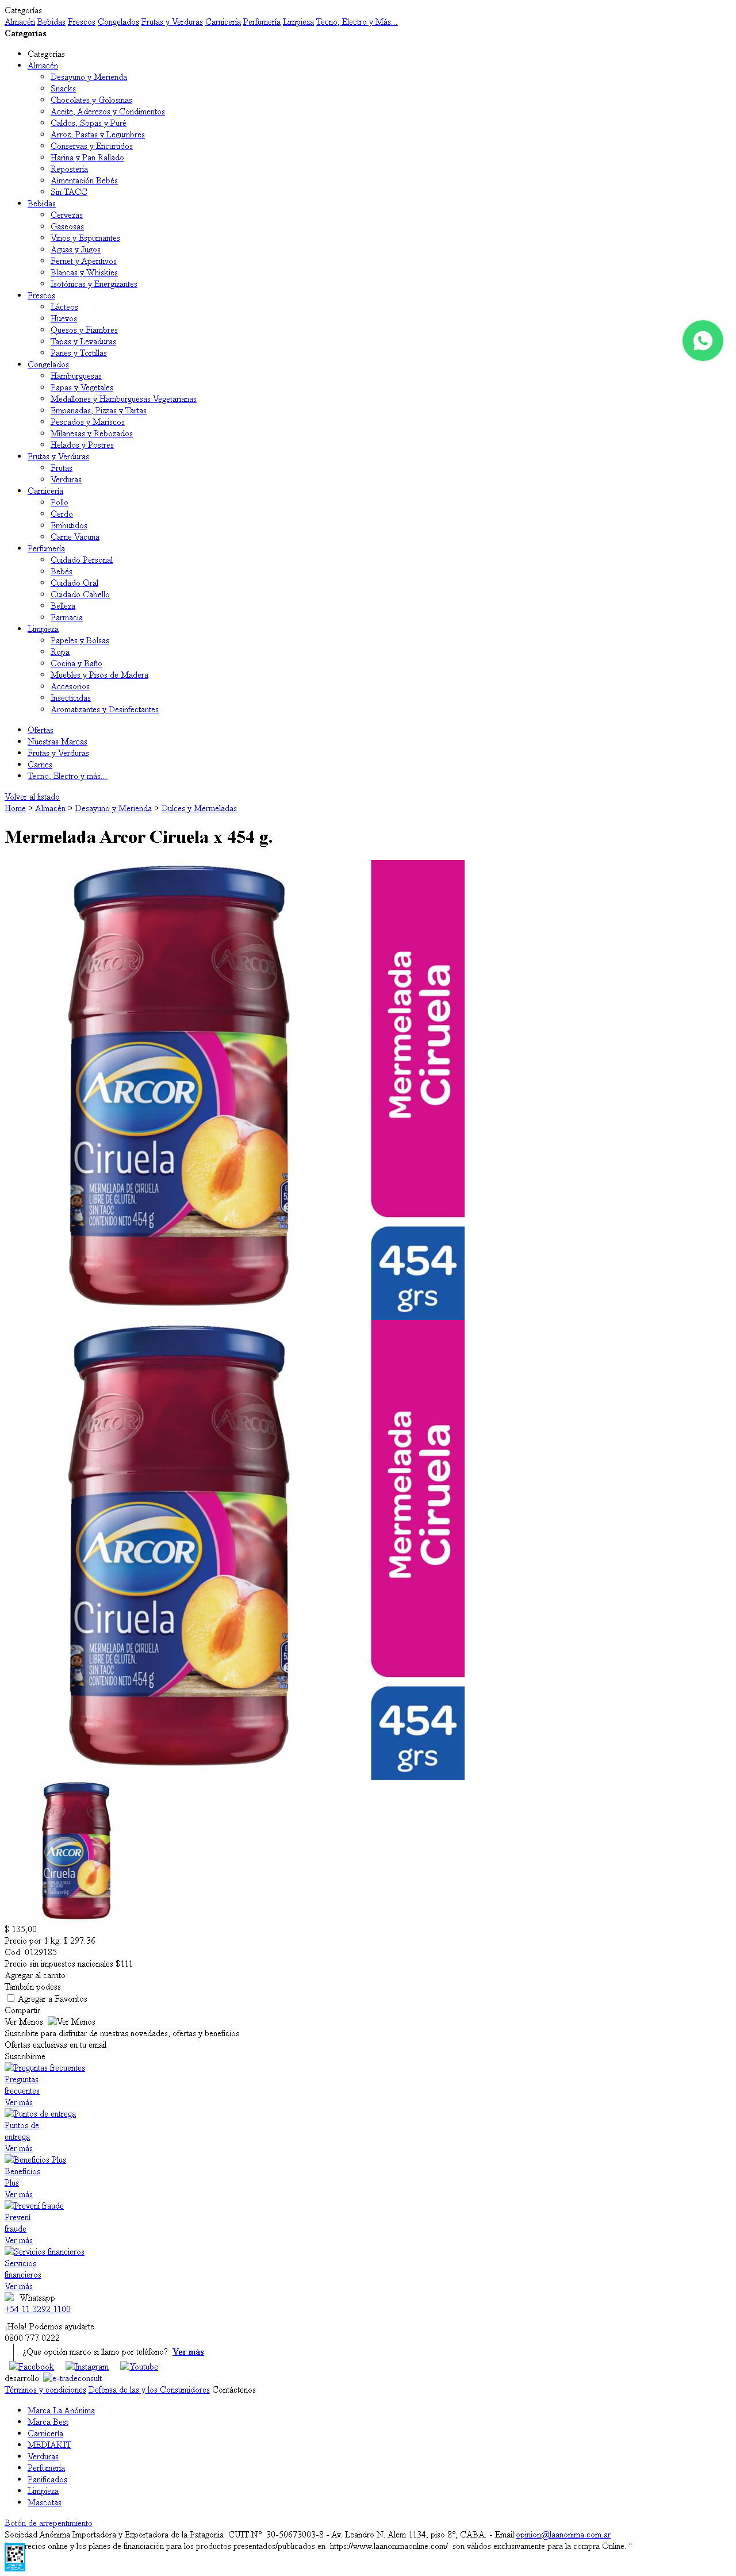 Categorías
Almacén Bebidas Frescos Congelados Frutas y Verduras Carnicería Perfumería Limpieza Tecno, Electro y Más...
Categorías
Categorías
Almacén
Desayuno y Merienda
Snacks
Chocolates y Golosinas
Aceite, Aderezos y Condimentos
Caldos, Sopas y Puré
Arroz, Pastas y Legumbres
Conservas y Encurtidos
Harina y Pan Rallado
Repostería
Aimentación Bebés
Sin TACC
Bebidas
Cervezas
Gaseosas
Vinos y Espumantes
Aguas y Jugos
Fernet y Aperitivos
Blancas y Whiskies
Isotónicas y Energizantes
Frescos
Lácteos
Huevos
Quesos y Fiambres
Tapas y Levaduras
Panes y Tortillas
Congelados
Hamburguesas
Papas y Vegetales
Medallones y Hamburguesas Vegetarianas
Empanadas, Pizzas y Tartas
Pescados y Mariscos
Milanesas y Rebozados
Helados y Postres
Frutas y Verduras
Frutas
Verduras
Carnicería
Pollo
Cerdo
Embutidos
Carne Vacuna
Perfumería
Cuidado Personal
Bebés
Cuidado Oral
Cuidado Cabello
Belleza
Farmacia
Limpieza
Papeles y Bolsas
Ropa
Cocina y Baño
Muebles y Pisos de Madera
Accesorios
Insecticidas
Aromatizantes y Desinfectantes
Ofertas
Nuestras Marcas
Frutas y Verduras
Carnes
Tecno, Electro y más...
Volver al listado
Home > Almacén > Desayuno y Merienda > Dulces y Mermeladas
Mermelada Arcor Ciruela x 454 g.
ARCOR
Ciruela
MERMELADA DE CIRUELA
LIBRE DE GLUTEN.
SIN TACC
CONTENIDO NETO 454 g
Mermelada
Ciruela
454
grs
ARCOR
Ciruela
MERMELADA DE CIRUELA
LIBRE DE GLUTEN.
SIN TACC
CONTENIDO NETO 454 g
Mermelada
Ciruela
454
grs
ARCOR
Ciruela
$ 135,00
Precio por 1 kg: $ 297.36
Cod. 0129185
Precio sin impuestos nacionales $111
Agregar al carrito
También podess
Agregar a Favoritos
Compartir
Ver Menos Ver Menos
Suscribite para disfrutar de nuestras novedades, ofertas y beneficios
Ofertas exclusivas en tu email
Suscribirme
Preguntas frecuentes
Preguntas
frecuentes
Ver más
Puntos de entrega
Puntos de
entrega
Ver más
Beneficios Plus
Beneficios
Plus
Ver más
Prevení fraude
Prevení
fraude
Ver más
Servicios financieros
Servicios
financieros
Ver más
Whatsapp
+54 11 3292 1100
¡Hola! Podemos ayudarte
0800 777 0222
¿Que opción marco si llamo por teléfono? Ver más
Facebook Instagram Youtube
desarrollo: e-tradeconsult
Términos y condiciones Defensa de las y los Consumidores Contáctenos
Marca La Anónima
Marca Best
Carnicería
MEDIAKIT
Verduras
Perfumeria
Panificados
Limpieza
Mascotas
Botón de arrepentimiento
Sociedad Anónima Importadora y Exportadora de la Patagonia CUIT N° 30-50673003-8 - Av. Leandro N. Alem 1134, piso 8°, CABA. - Email:opinion@laanonima.com.ar
recios online y los planes de financiación para los productos presentados/publicados en https://www.laanonimaonline.com/ son válidos exclusivamente para la compra Online. "